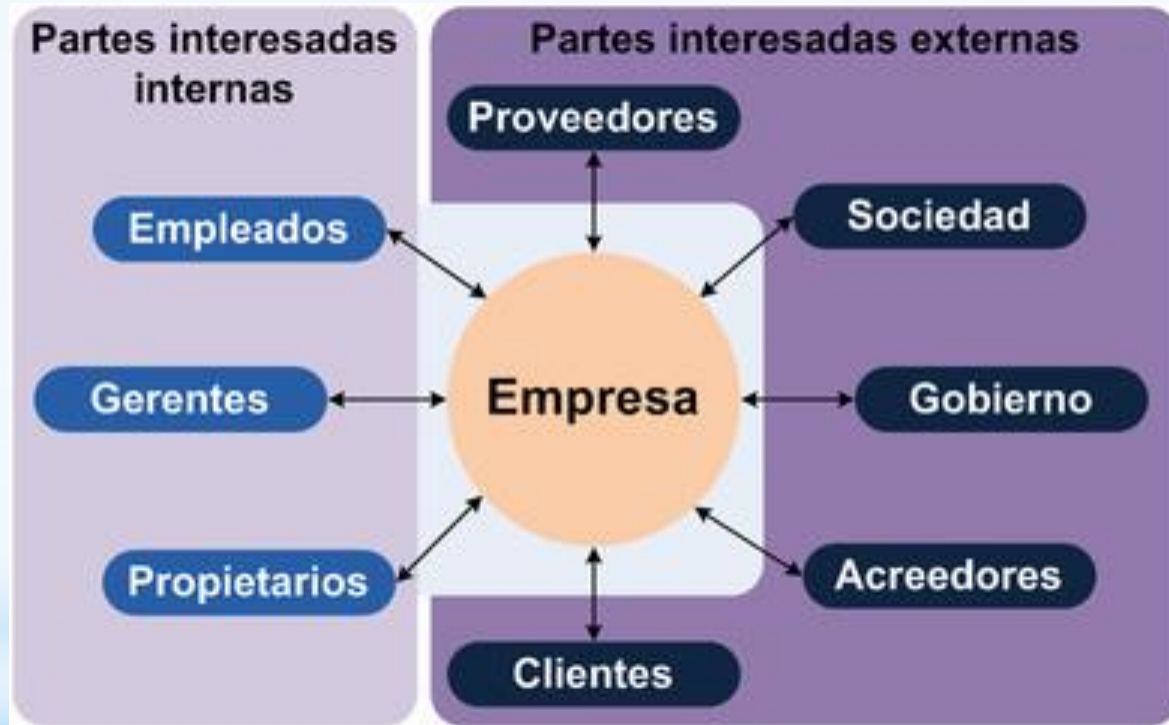 Partes interesadas
internas
Empleados
Gerentes
Propietarios
Partes interesadas externas
Proveedores
Sociedad
Empresa
Gobierno
Acreedores
Clientes